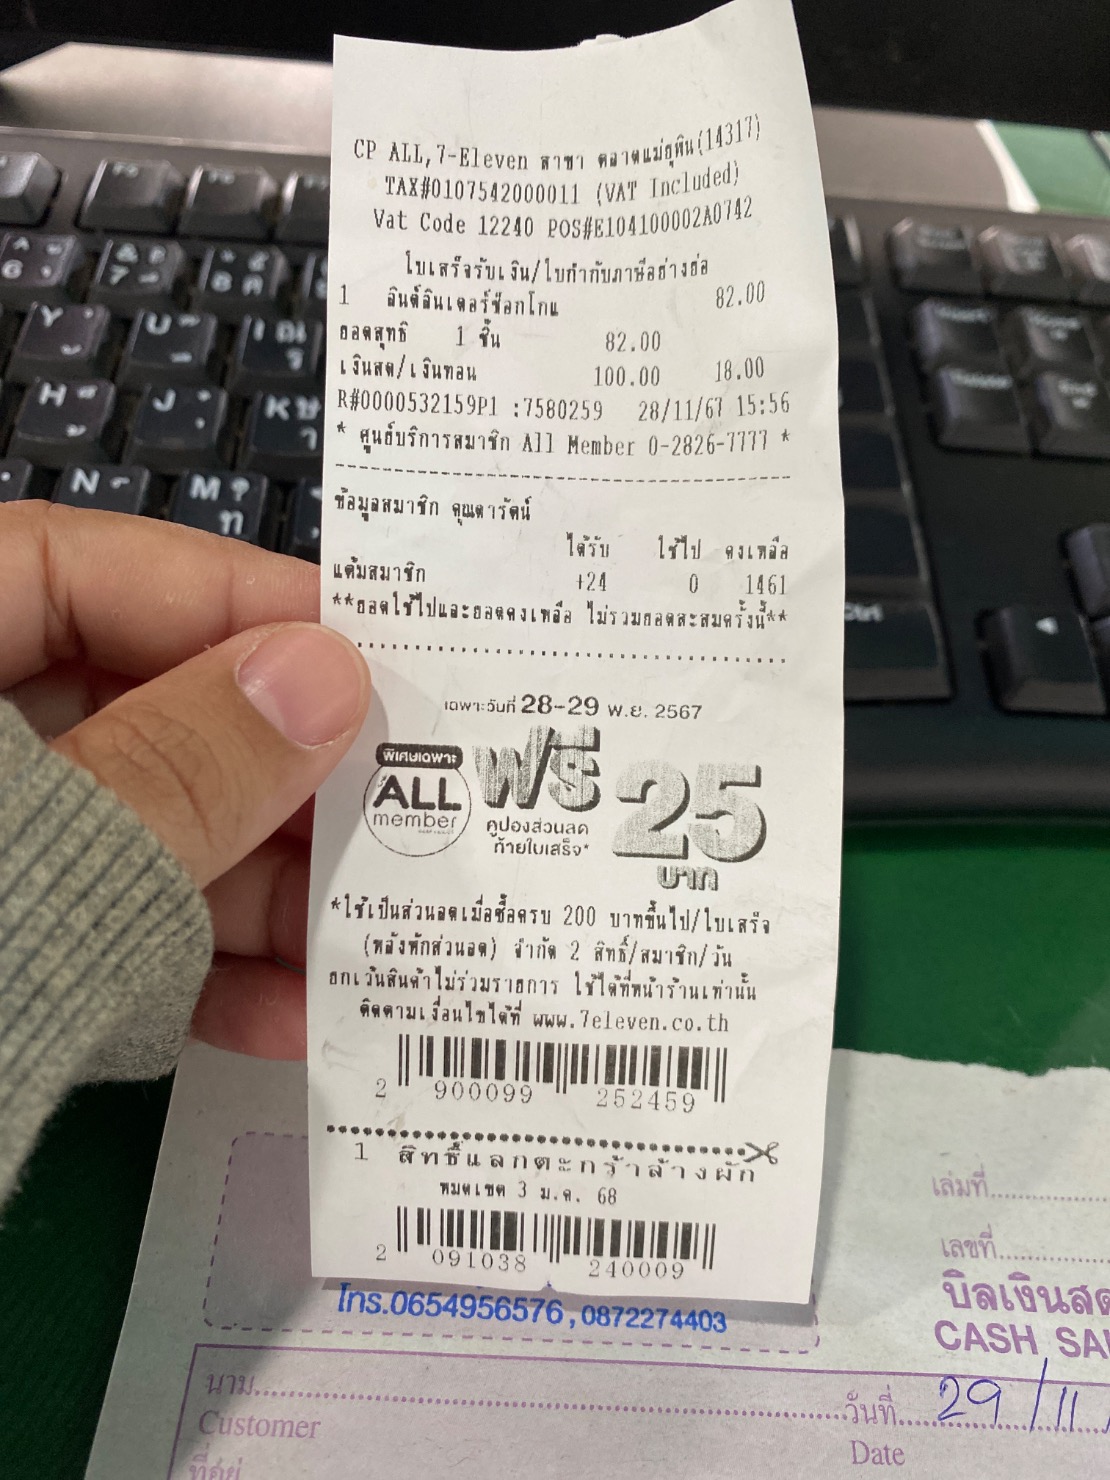 CP ALL,7-Eleven สาขา ตลาดแม่ฮุพิน(14317)
TAX#0107542000011 (VAT Included)
Vat Code 12240 POS#E104100002A0742
ใบเสร็จรับเงิน/ใบกำกับภาษีอย่างย่อ
1 ลินด์ลินเดอร์ช็อกโกแ 82.00
ยอดสุทธิ 1 ชิ้น 82.00
เงินสด/เงินทอน 100.00 18.00
R#0000532159P1 :7580259 28/11/67 15:56
* ศูนย์บริการสมาชิก All Member 0-2826-7777 *
ข้อมูลสมาชิก คุณดารัตน์
ได้รับ ใช้ไป คงเหลือ
แต้มสมาชิก +24 0 1461
**ยอดใช้ไปและยอดคงเหลือ ไม่รวมยอดสะสมครั้งนี้**
เฉพาะวันที่ 28-29 พ.ย. 2567
พิเศษเฉพาะ
ALL
member
ฟรี
คูปองส่วนลด
ท้ายใบเสร็จ*
25
บาท
*ใช้เป็นส่วนลดเมื่อซื้อครบ 200 บาทขึ้นไป/ใบเสร็จ
(หลังหักส่วนลด) จำกัด 2 สิทธิ์/สมาชิก/วัน
ยกเว้นสินค้าไม่ร่วมรายการ ใช้ได้ที่หน้าร้านเท่านั้น
ติดตามเงื่อนไขได้ที่ www.7eleven.co.th
2 900099 252459
1 สิทธิ์แลกตะกร้าล้างผัก
หมดเขต 3 ม.ค. 68
2 091038 240009
โทร.0654956576,0872274403
เล่มที่
เลขที่
บิลเงินสด
CASH SA
นาม
Customer
วันที่ 29/11/
Date
ที่อยู่